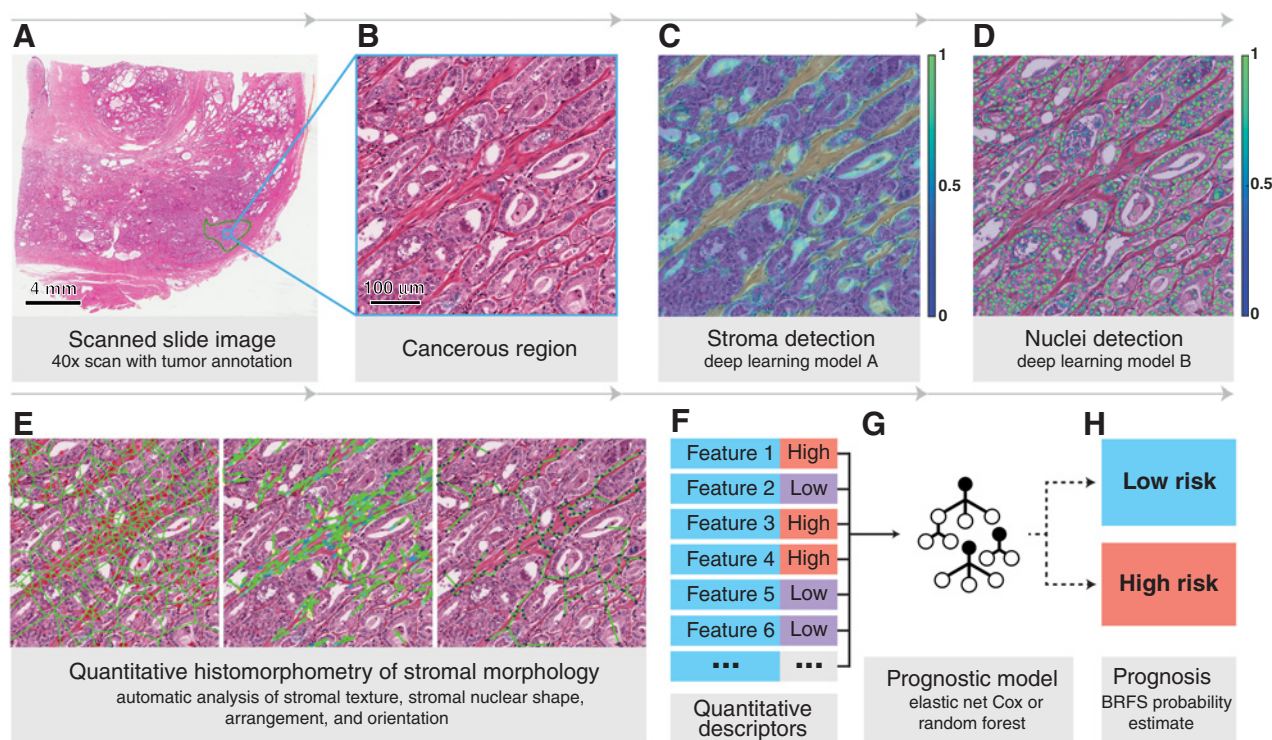 A
B
C
D
1
0.5
0
1
0.5
0
4 mm
100 µm
Scanned slide image
40x scan with tumor annotation
Cancerous region
Stroma detection
deep learning model A
Nuclei detection
deep learning model B
E
F
G
H
Feature 1 High
Feature 2 Low
Feature 3 High
Feature 4 High
Feature 5 Low
Feature 6 Low
... ...
Low risk
High risk
Quantitative histomorphometry of stromal morphology
automatic analysis of stromal texture, stromal nuclear shape,
arrangement, and orientation
Quantitative
descriptors
Prognostic model
elastic net Cox or
random forest
Prognosis
BRFS probability
estimate